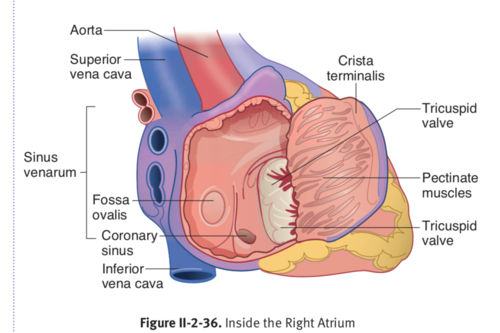 Aorta
Superior
vena cava
Crista
terminalis
Tricuspid
valve
Sinus
venarum
Pectinate
muscles
Fossa
ovalis
Tricuspid
valve
Coronary
sinus
Inferior
vena cava
Figure II-2-36. Inside the Right Atrium